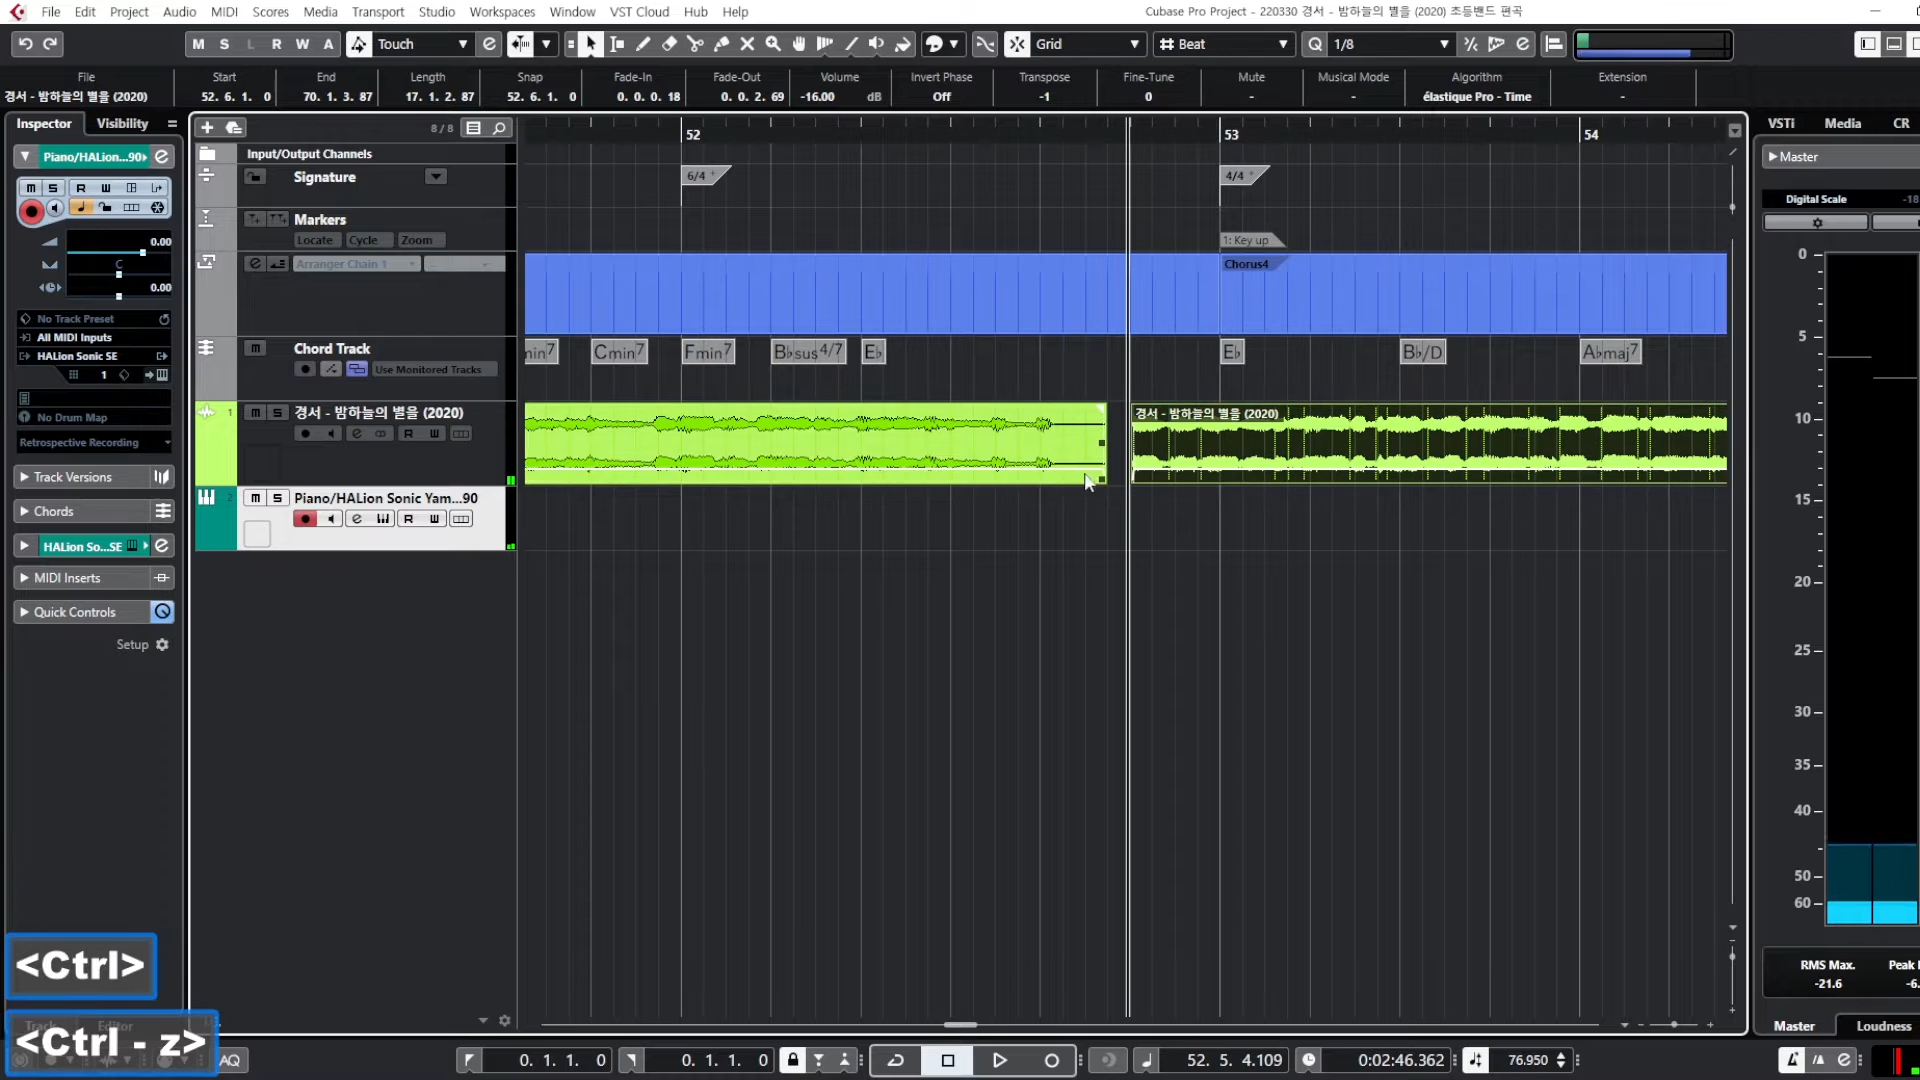 File Edit Project Audio MIDI Scores Media Transport Studio Workspaces Window VST Cloud Hub Help
Cubase Pro Project - 220330 경서 - 밤하늘의 별을 (2020) 초등밴드 편곡
M S L R W A Touch Grid Beat Q 1/8
File Start End Length Snap Fade-In Fade-Out Volume Invert Phase Transpose Fine-Tune Mute Musical Mode Algorithm Extension
경서 - 밤하늘의 별을 (2020) 52. 6. 1. 0 70. 1. 3. 87 17. 1. 2. 87 52. 6. 1. 0 0. 0. 0. 18 0. 0. 2. 69 -16.00 dB Off -1 0 - - élastique Pro - Time -
Inspector Visibility
8 / 8
52 53 54
VSTi Media CR
Piano/HALion...90
Input/Output Channels
Master
Signature
6/4 4/4
m S R W
Markers
Digital Scale -18
Locate Cycle Zoom
1: Key up
0.00
C
0.00
Arranger Chain 1
Chorus4
No Track Preset
All MIDI Inputs
HALion Sonic SE
1
No Drum Map
Retrospective Recording
m Chord Track
Use Monitored Tracks
min7 Cmin7 Fmin7 B♭sus4/7 E♭ E♭ B♭/D A♭maj7
1 m S 경서 - 밤하늘의 별을 (2020)
R W
경서 - 밤하늘의 별을 (2020)
Track Versions
2 m S Piano/HALion Sonic Yam...90
R W
Chords
HALion So...SE
MIDI Inserts
Quick Controls
Setup
0
5
10
15
20
25
30
35
40
50
60
RMS Max. Peak
-21.6 -6.
<Ctrl>
Track Editor
Master Loudness
<Ctrl - z>
AQ 0. 1. 1. 0 0. 1. 1. 0 52. 5. 4.109 0:02:46.362 76.950